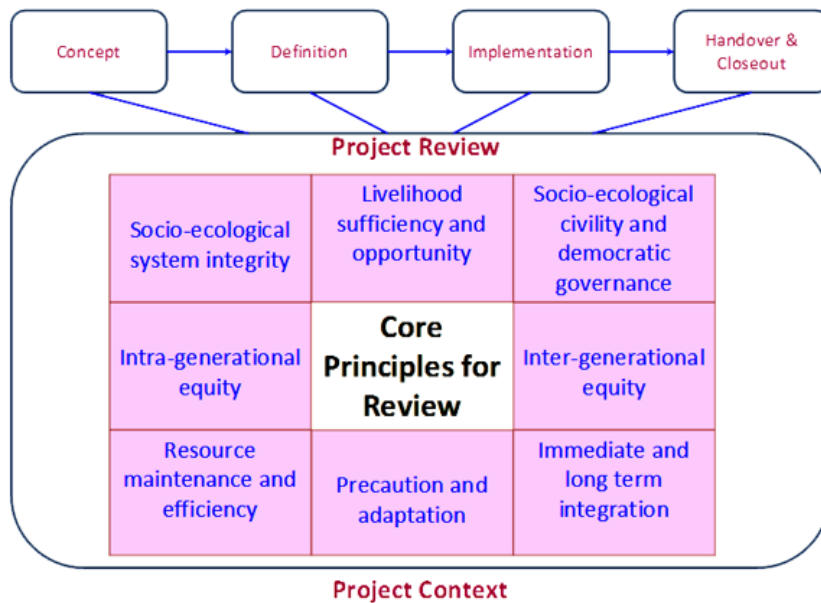 Concept
Definition
Implementation
Handover &
Closeout
Project Review
Socio-ecological
system integrity
Livelihood
sufficiency and
opportunity
Socio-ecological
civility and
democratic
governance
Intra-generational
equity
Core
Principles for
Review
Inter-generational
equity
Resource
maintenance and
efficiency
Precaution and
adaptation
Immediate and
long term
integration
Project Context